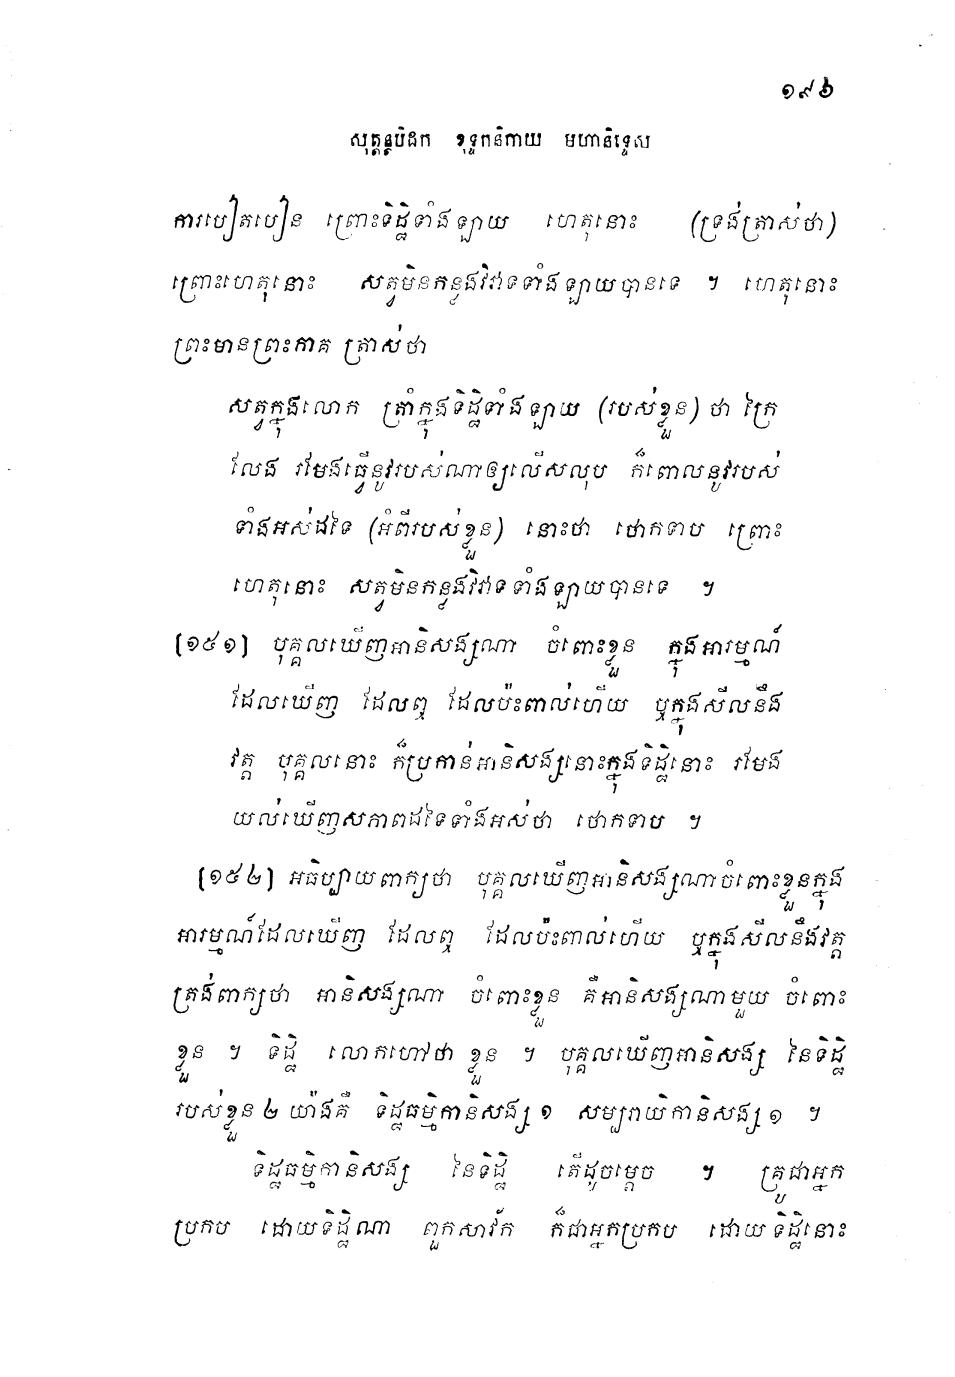 ១៩៦
សុត្តន្តបិដក ខុទ្ទកនិកាយ មហានិទ្ទេស
ការបៀតបៀន ព្រោះទិដ្ឋិទាំងឡាយ ហេតុនោះ (ទ្រង់ត្រាស់ថា)
ព្រោះហេតុនោះ សត្វមិនកន្លងវិវាទទាំងឡាយបានទេ ។ ហេតុនោះ
ព្រះមានព្រះភាគ ត្រាស់ថា
សត្វក្នុងលោក ត្រាំក្នុងទិដ្ឋិទាំងឡាយ (របស់ខ្លួន) ថា ក្រៃ
លែង រមែងធ្វើនូវរបស់ណាឲ្យលើសលុប ក៏ពោលនូវរបស់
ទាំងអស់ដទៃ (អំពីរបស់ខ្លួន) នោះថា ថោកទាប ព្រោះ
ហេតុនោះ សត្វមិនកន្លងវិវាទទាំងឡាយបានទេ ។
[១៥១] បុគ្គលឃើញអានិសង្សណា ចំពោះខ្លួន ក្នុងអារម្មណ៍
ដែលឃើញ ដែលឮ ដែលប៉ះពាល់ហើយ ឬក្នុងសីលនឹង
វត្ត បុគ្គលនោះ ក៏ប្រកាន់អានិសង្សនោះក្នុងទិដ្ឋិនោះ រមែង
យល់ឃើញសភាពដទៃទាំងអស់ថា ថោកទាប ។
[១៥២] អធិប្បាយពាក្យថា បុគ្គលឃើញអានិសង្សណាចំពោះខ្លួនក្នុង
អារម្មណ៍ដែលឃើញ ដែលឮ ដែលប៉ះពាល់ហើយ ឬក្នុងសីលនឹងវត្ត
ត្រង់ពាក្យថា អានិសង្សណា ចំពោះខ្លួន គឺអានិសង្សណាមួយ ចំពោះ
ខ្លួន ។ ទិដ្ឋិ លោកហៅថា ខ្លួន ។ បុគ្គលឃើញអានិសង្ស នៃទិដ្ឋិ
របស់ខ្លួន ២ យ៉ាងគឺ ទិដ្ឋធម្មិកានិសង្ស ១ សម្បរាយិកានិសង្ស ១ ។
ទិដ្ឋធម្មិកានិសង្ស នៃទិដ្ឋិ តើដូចម្តេច ។ គ្រូជាអ្នក
ប្រកប ដោយទិដ្ឋិណា ពួកសាវ័ក ក៏ជាអ្នកប្រកប ដោយទិដ្ឋិនោះ